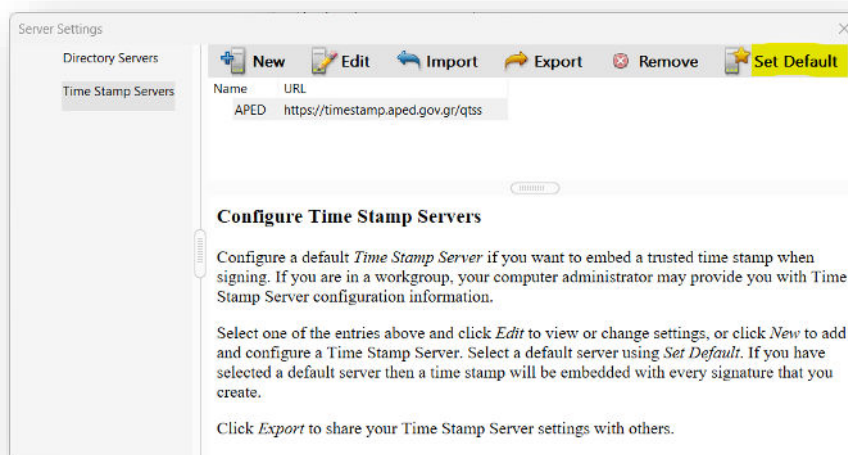 Server Settings
Directory Servers
Time Stamp Servers
New Edit Import Export Remove Set Default
Name URL
APED https://timestamp.aped.gov.gr/qtss
Configure Time Stamp Servers
Configure a default Time Stamp Server if you want to embed a trusted time stamp when
signing. If you are in a workgroup, your computer administrator may provide you with Time
Stamp Server configuration information.
Select one of the entries above and click Edit to view or change settings, or click New to add
and configure a Time Stamp Server. Select a default server using Set Default. If you have
selected a default server then a time stamp will be embedded with every signature that you
create.
Click Export to share your Time Stamp Server settings with others.